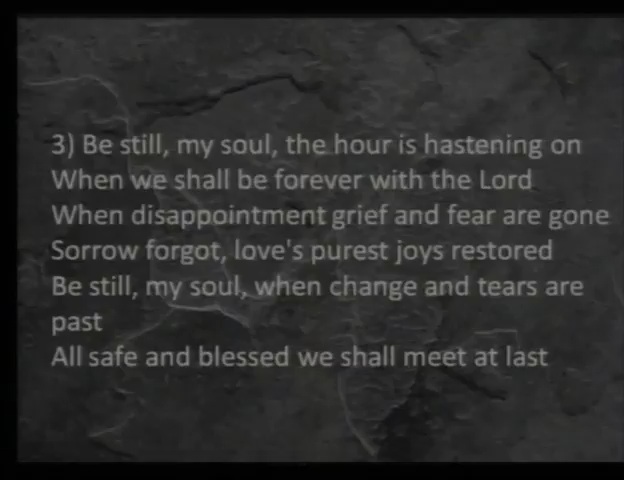 3) Be still, my soul, the hour is hastening on
When we shall be forever with the Lord
When disappointment grief and fear are gone
Sorrow forgot, love's purest joys restored
Be still, my soul, when change and tears are
past
All safe and blessed we shall meet at last